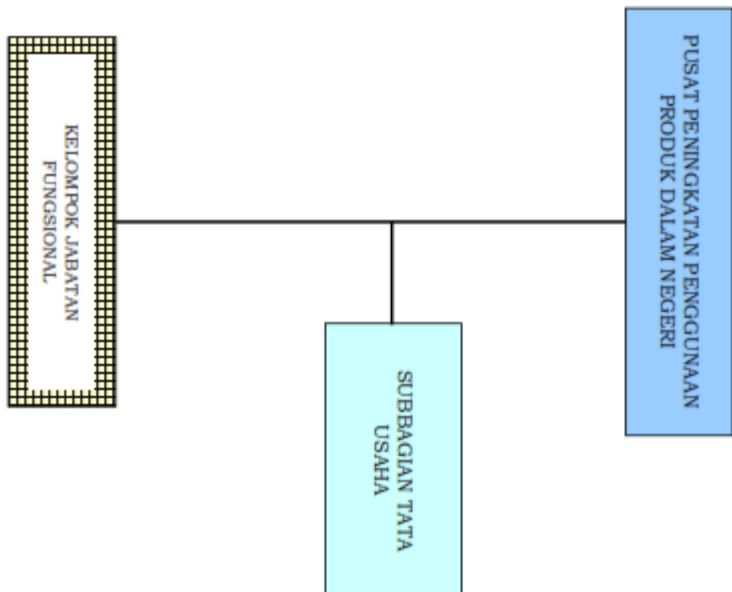 PUSAT PENINGKATAN PENGGUNAAN
PRODUK DALAM NEGERI
SUBBAGIAN TATA
USAHA
KELOMPOK JABATAN
FUNGSIONAL